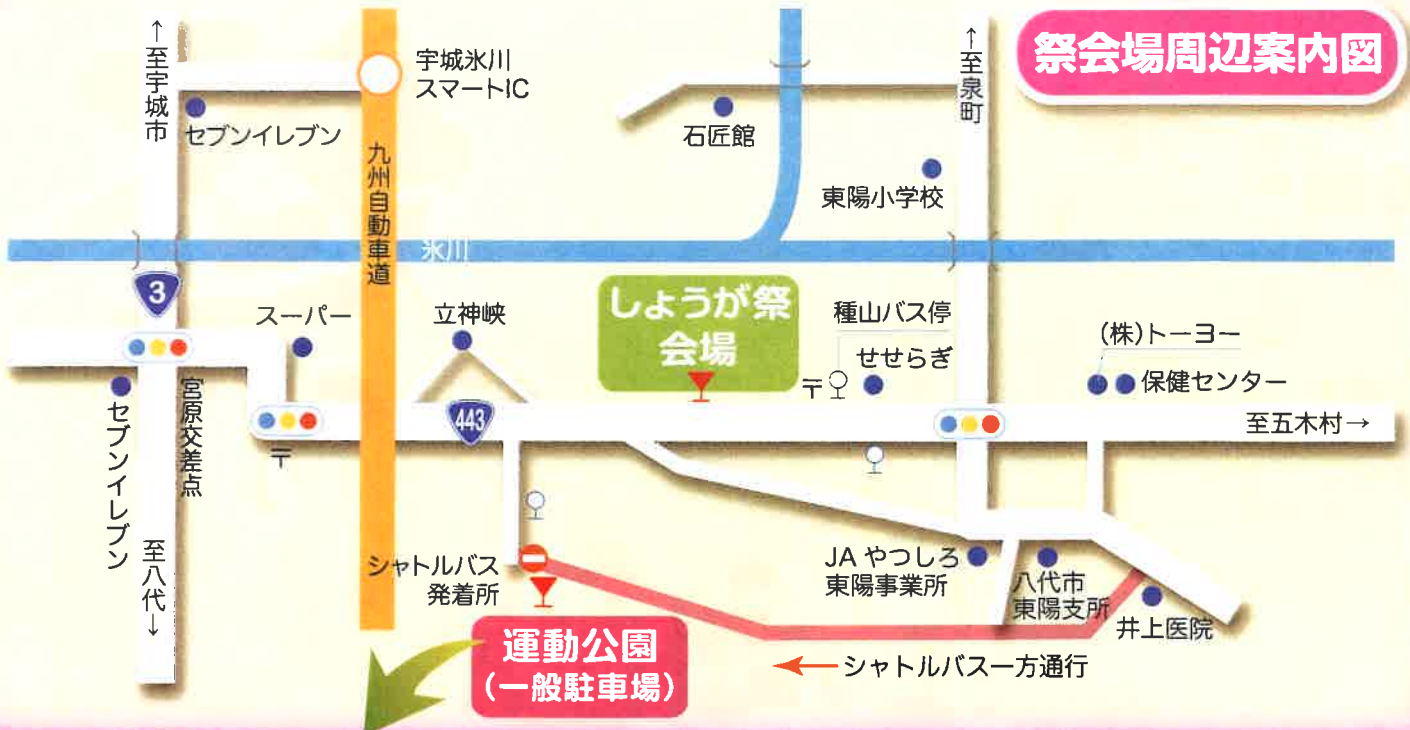 祭会場周辺案内図
↑至宇城市
セブンイレブン
宇城氷川
スマートIC
九州自動車道
石匠館
↑至泉町
東陽小学校
氷川
3
スーパー
立神峡
しょうが祭
会場
種山バス停
せせらぎ
〒
(株)トーヨー
保健センター
セブンイレブン
宮原交差点
〒
443
至五木村→
至八代→
シャトルバス
発着所
JA やつしろ
東陽事業所
八代市
東陽支所
井上医院
運動公園
(一般駐車場)
←シャトルバス一方通行